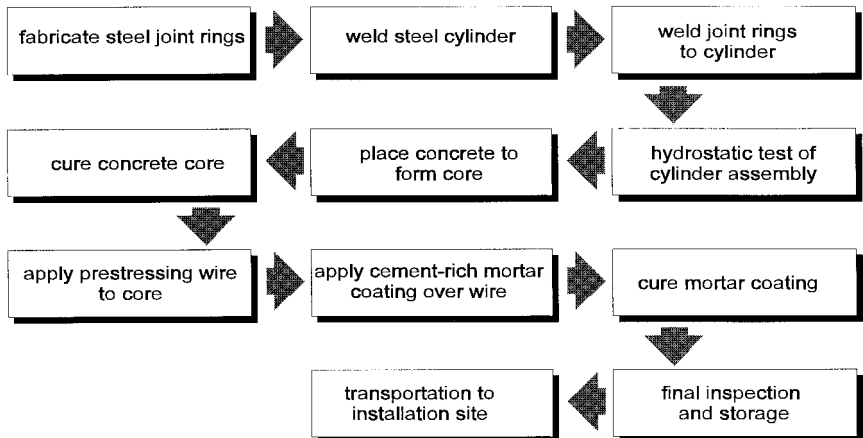 fabricate steel joint rings
weld steel cylinder
weld joint rings
to cylinder
hydrostatic test of
cylinder assembly
place concrete to
form core
cure concrete core
apply prestressing wire
to core
apply cement-rich mortar
coating over wire
cure mortar coating
final inspection
and storage
transportation to
installation site